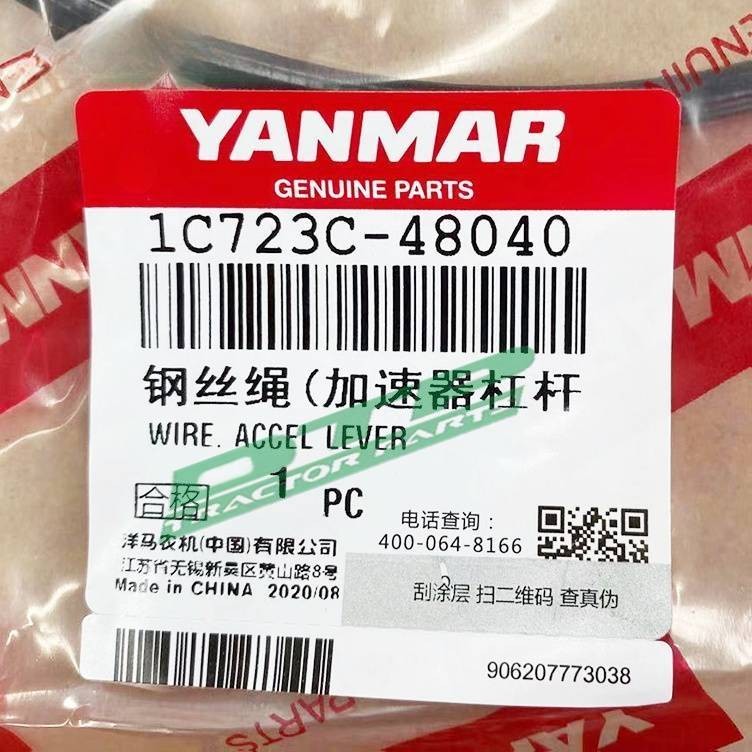 YANMAR
GENUINE PARTS
1C723C-48040
钢丝绳(加速器杠杆
WIRE. ACCEL LEVER
1 PC
DTS
TRACTOR PARTS
合格
电话查询：
400-064-8166
洋马农机(中国)有限公司
江苏省无锡新吴区黄山路8号
Made in CHINA 2020/08
刮涂层 扫二维码 查真伪
906207773038